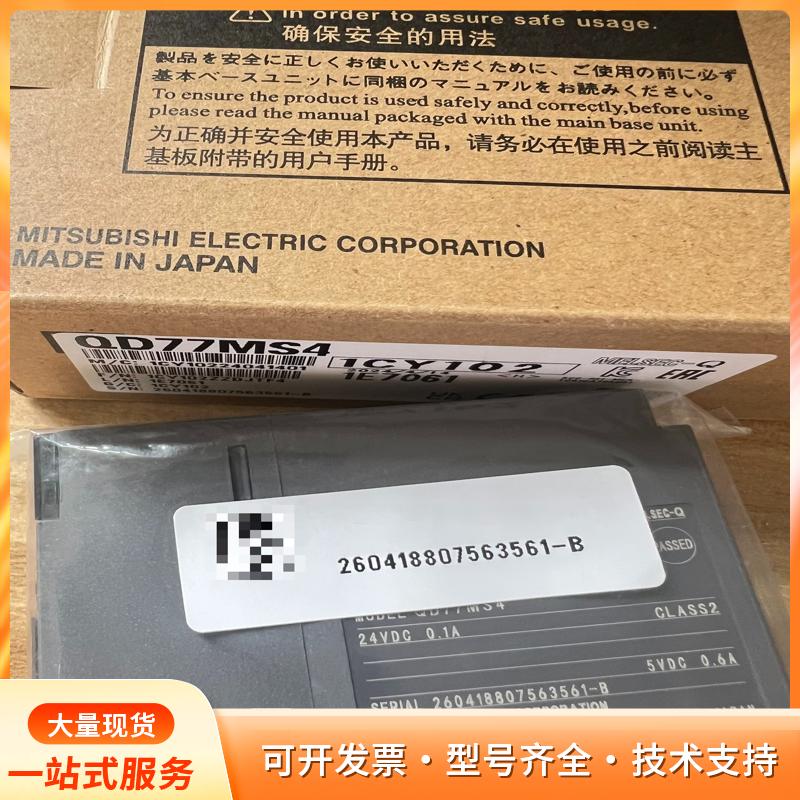 in order to assure safe usage.
确保安全的用法
製品を安全に正しくお使いいただくために、ご使用の前に必ず
基本ベースユニットに同梱のマニュアルをお読みください。
To ensure the product is used safely and correctly,before using
please read the manual packaged with the main base unit.
为正确并安全使用本产品，请务必在使用之前阅读主
基板附带的用户手册。
MITSUBISHI ELECTRIC CORPORATION
MADE IN JAPAN
QD77MS4
1CY102
MELSEC-Q
1E7061
EAC
260418807563561-B
260418807563561-B
SEC-Q
PASSED
MODEL QD77MS4
CLASS2
24VDC 0.1A
5VDC 0.6A
SERIAL 260418807563561-B
大量现货
一站式服务
可开发票·型号齐全·技术支持